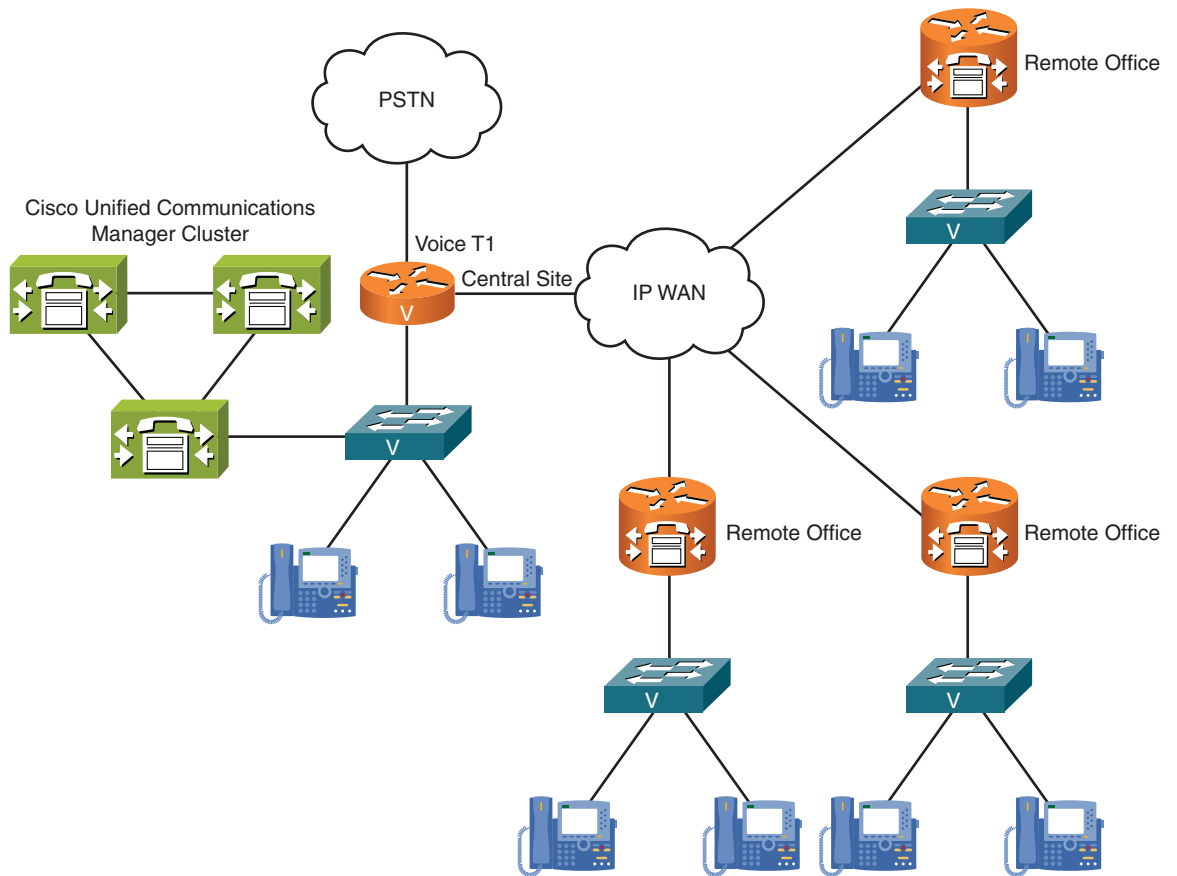 PSTN
Remote Office
V
Cisco Unified Communications
Manager Cluster
Voice T1
Central Site
IP WAN
V
V
Remote Office
Remote Office
V
V